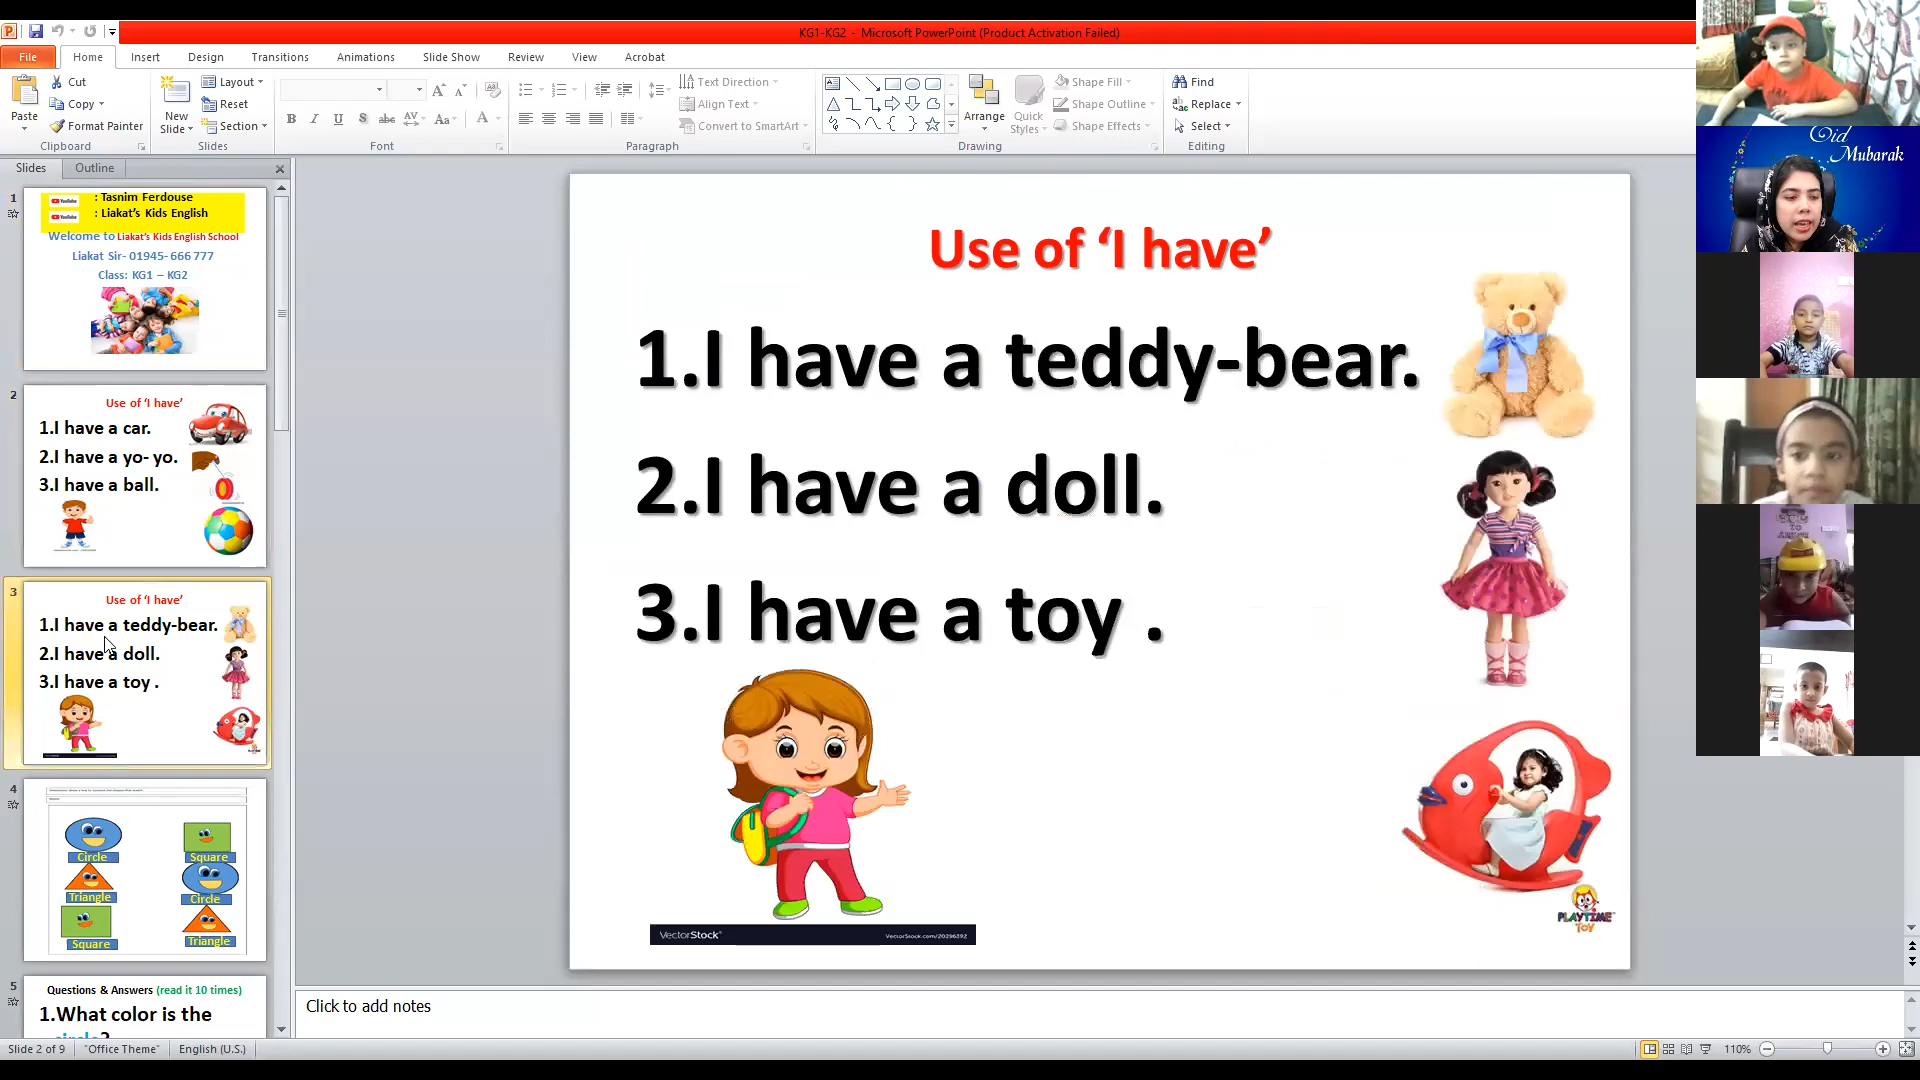 KG1-KG2 - Microsoft PowerPoint (Product Activation Failed)
File Home Insert Design Transitions Animations Slide Show Review View Acrobat
Paste
Cut
Copy
Format Painter
Clipboard
New Slide
Layout
Reset
Section
Slides
B I U S abc AV Aa A
Font
Text Direction
Align Text
Convert to SmartArt
Paragraph
Arrange
Quick Styles
Shape Fill
Shape Outline
Shape Effects
Drawing
Find
Replace
Select
Editing
Slides Outline
1
YouTube : Tasnim Ferdouse
YouTube : Liakat's Kids English
Welcome to Liakat's Kids English School
Liakat Sir- 01945- 666 777
Class: KG1 – KG2
2
Use of ‘I have’
1.I have a car.
2.I have a yo- yo.
3.I have a ball.
3
Use of ‘I have’
1.I have a teddy-bear.
2.I have a doll.
3.I have a toy .
4
Circle Square
Triangle Circle
Square Triangle
5
Questions & Answers (read it 10 times)
1.What color is the
circle?
Use of ‘I have’
1.I have a teddy-bear.
2.I have a doll.
3.I have a toy .
VectorStock® VectorStock.com/20296392
PLAYTIME
TOY
Eid
Mubarak
Click to add notes
Slide 2 of 9 "Office Theme" English (U.S.) 110%